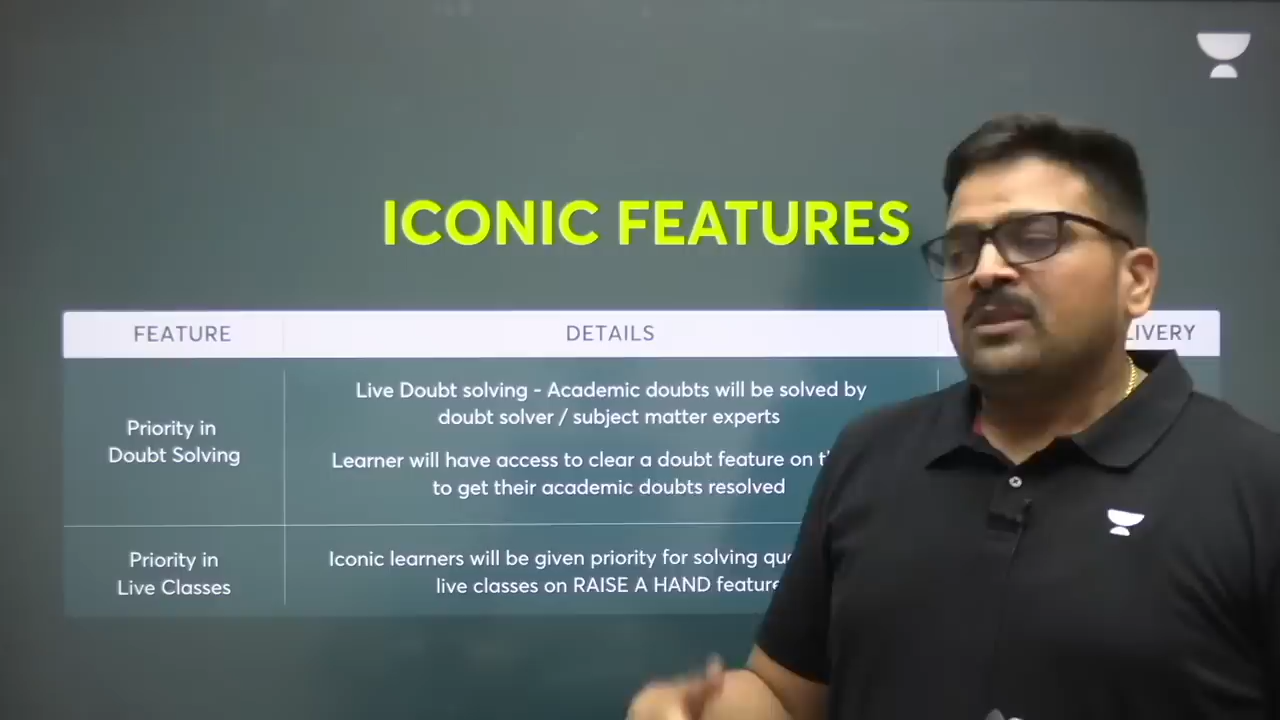 ICONIC FEATURES
FEATURE DETAILS LIVERY
Live Doubt solving - Academic doubts will be solved by
doubt solver / subject matter experts
Priority in
Doubt Solving
Learner will have access to clear a doubt feature on
to get their academic doubts resolved
Priority in
Live Classes
Iconic learners will be given priority for solving
live classes on RAISE A HAND feature